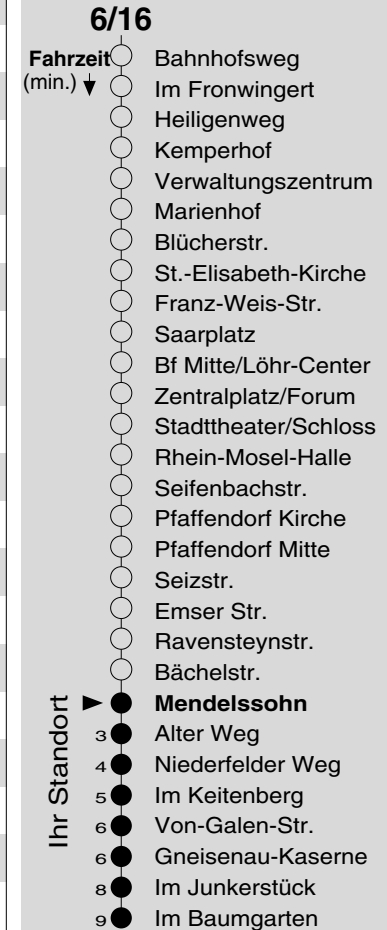 6/16
Fahrzeit Bahnhofsweg
(min.) Im Fronwingert
Heiligenweg
Kemperhof
Verwaltungszentrum
Marienhof
Blücherstr.
St.-Elisabeth-Kirche
Franz-Weis-Str.
Saarplatz
Bf Mitte/Löhr-Center
Zentralplatz/Forum
Stadttheater/Schloss
Rhein-Mosel-Halle
Seifenbachstr.
Pfaffendorf Kirche
Pfaffendorf Mitte
Seizstr.
Emser Str.
Ravensteynstr.
Bächelstr.
Ihr Standort
Mendelssohn
3 Alter Weg
4 Niederfelder Weg
5 Im Keitenberg
6 Von-Galen-Str.
6 Gneisenau-Kaserne
8 Im Junkerstück
9 Im Baumgarten